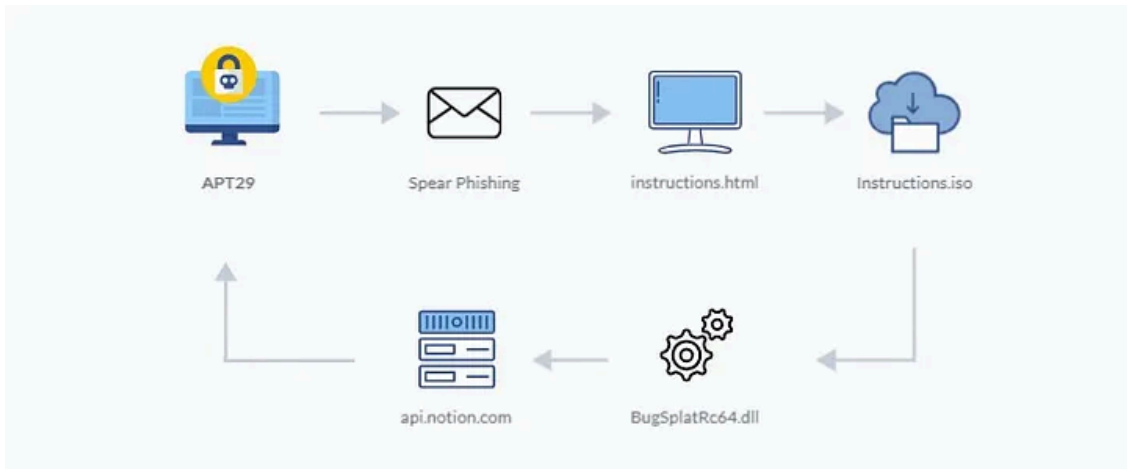 APT29
Spear Phishing
instructions.html
Instructions.iso
api.notion.com
BugSplatRc64.dll